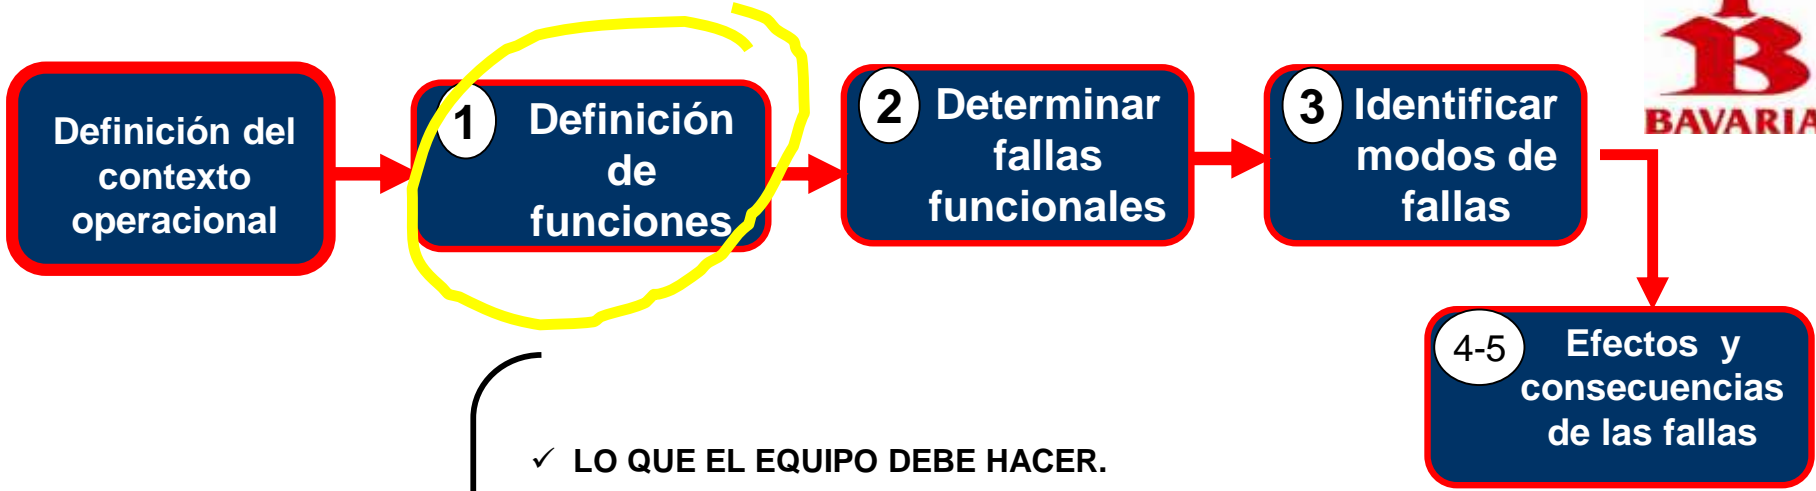 Definición del
contexto
operacional
1
Definición
de
funciones
2
Determinar
fallas
funcionales
3
Identificar
modos de
fallas
B
BAVARIA
4-5
Efectos y
consecuencias
de las fallas
✓ LO QUE EL EQUIPO DEBE HACER.